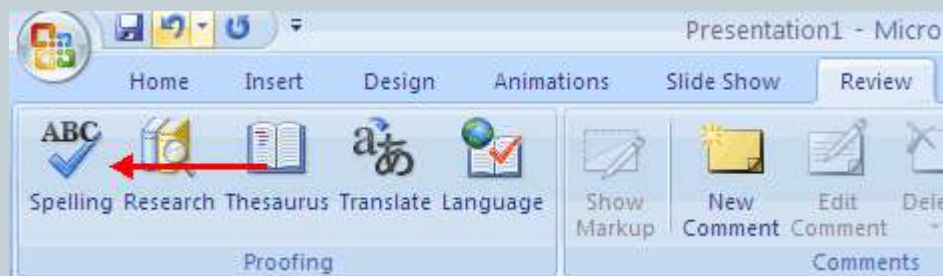 Presentation1 - Micro
Home Insert Design Animations Slide Show Review
ABC
aあ
Spelling Research Thesaurus Translate Language Show Markup New Comment Edit Comment Dele
Proofing Comments